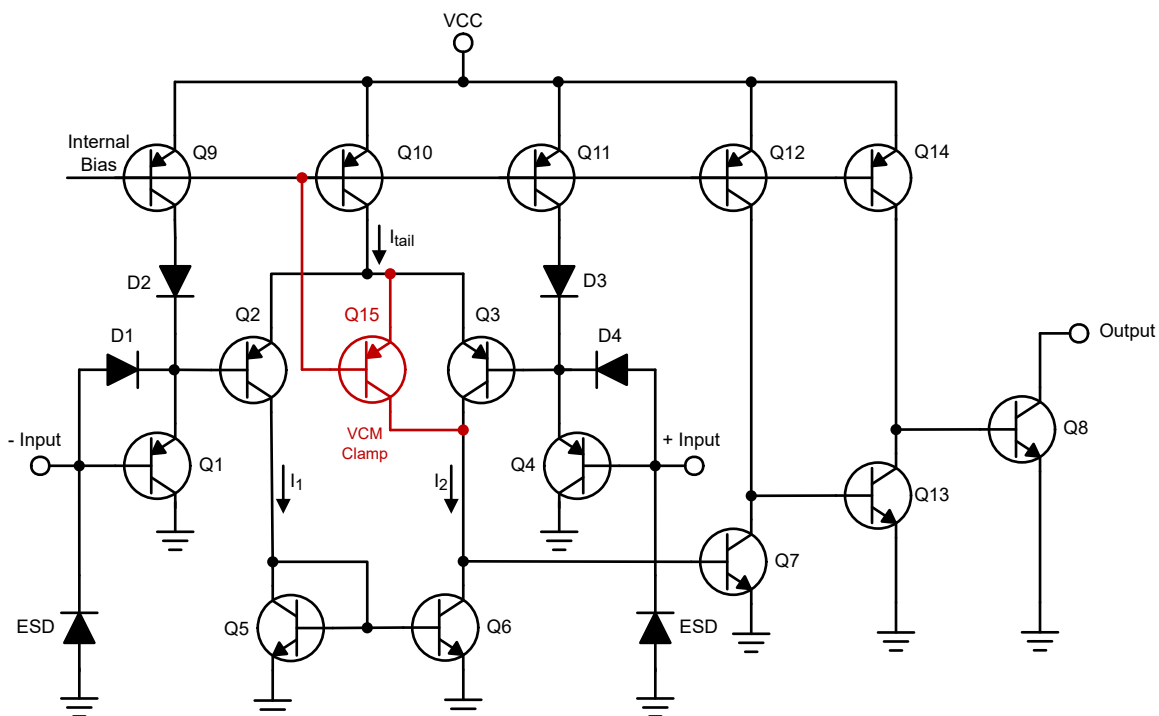 VCC
Internal
Bias
Q9
Q10
Q11
Q12
Q14
Itail
D2
D3
Q2
Q15
Q3
D1
D4
Output
VCM
Clamp
- Input
Q1
Q4
+ Input
Q8
I1
I2
Q13
Q7
ESD
Q5
Q6
ESD